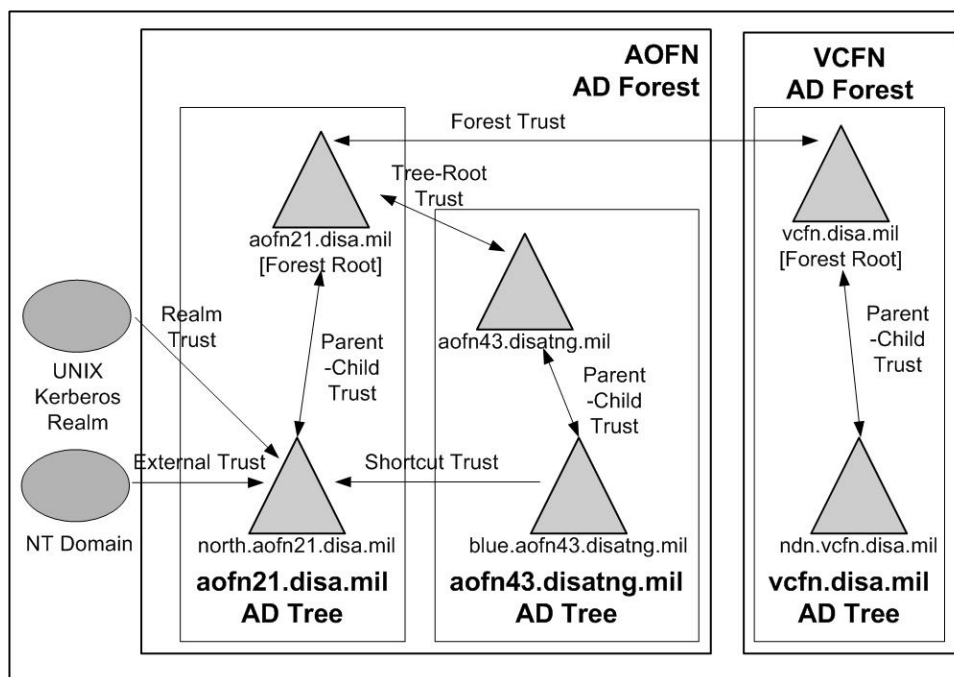 AOFN
AD Forest
VCFN
AD Forest
Forest Trust
Tree-Root
Trust
aofn21.disa.mil
[Forest Root]
vcfn.disa.mil
[Forest Root]
aofn43.disatng.mil
Realm
Trust
Parent
-Child
Trust
Parent
-Child
Trust
Parent
-Child
Trust
UNIX
Kerberos
Realm
External Trust
Shortcut Trust
NT Domain
north.aofn21.disa.mil
blue.aofn43.disatng.mil
ndn.vcfn.disa.mil
aofn21.disa.mil
AD Tree
aofn43.disatng.mil
AD Tree
vcfn.disa.mil
AD Tree